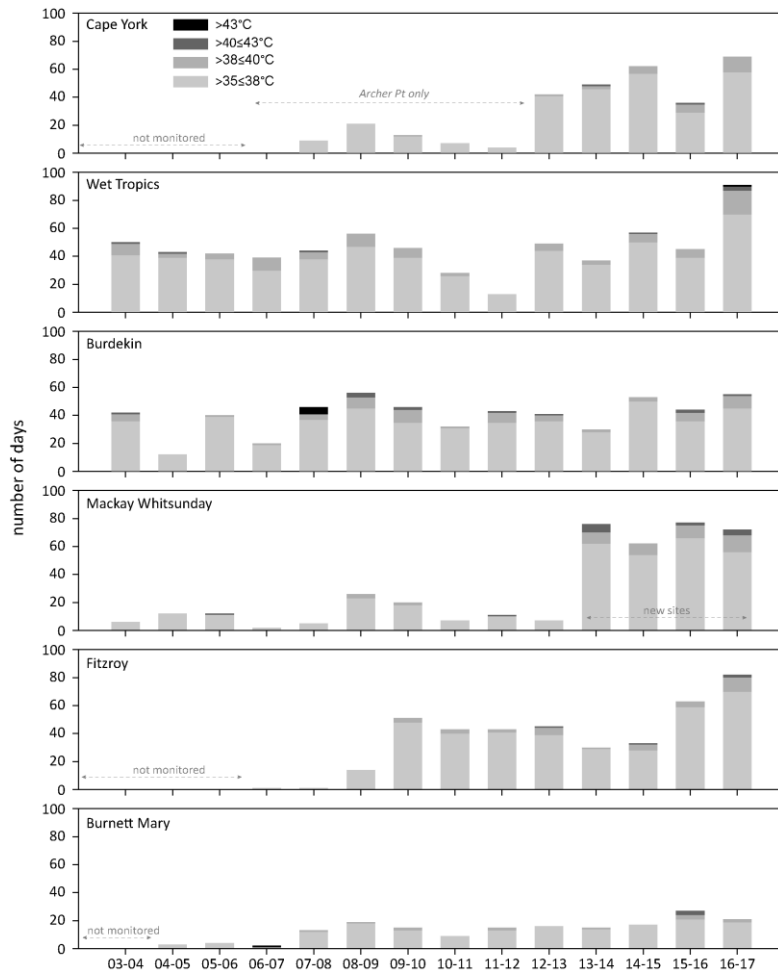 Cape York
>43°C
>40≤43°C
>38≤40°C
>35≤38°C
Archer Pt only
not monitored
100
80
60
40
20
0
Wet Tropics
100
80
60
40
20
0
Burdekin
100
80
60
40
20
0
number of days
Mackay Whitsunday
100
80
60
40
20
0
new sites
Fitzroy
100
80
60
40
20
0
not monitored
Burnett Mary
100
80
60
40
20
0
not monitored
03-04 04-05 05-06 06-07 07-08 08-09 09-10 10-11 11-12 12-13 13-14 14-15 15-16 16-17